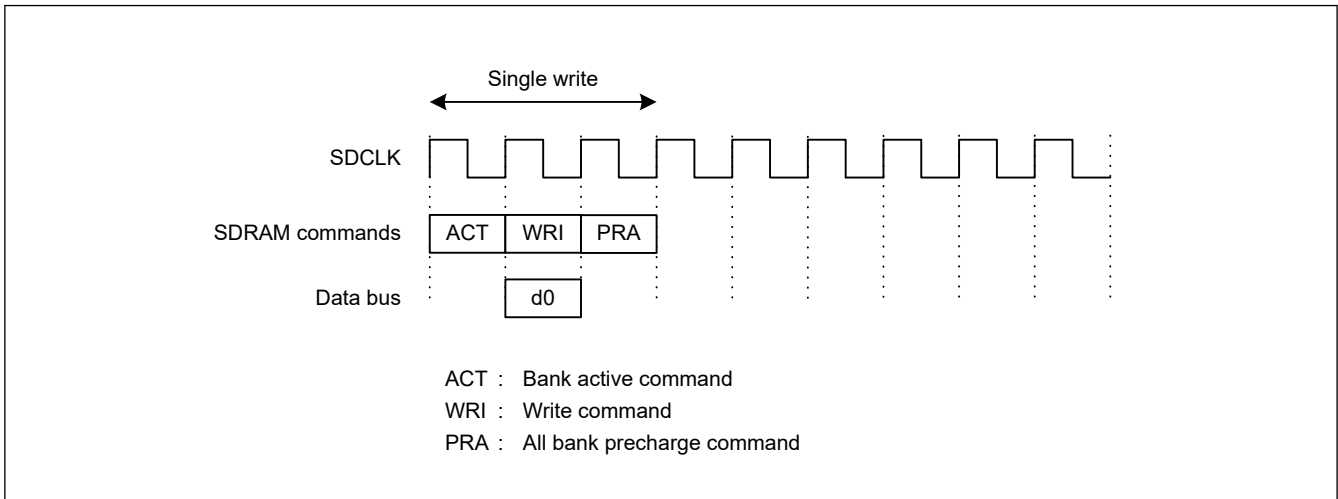 Single write
SDCLK
SDRAM commands ACT WRI PRA
Data bus d0
ACT : Bank active command
WRI : Write command
PRA : All bank precharge command